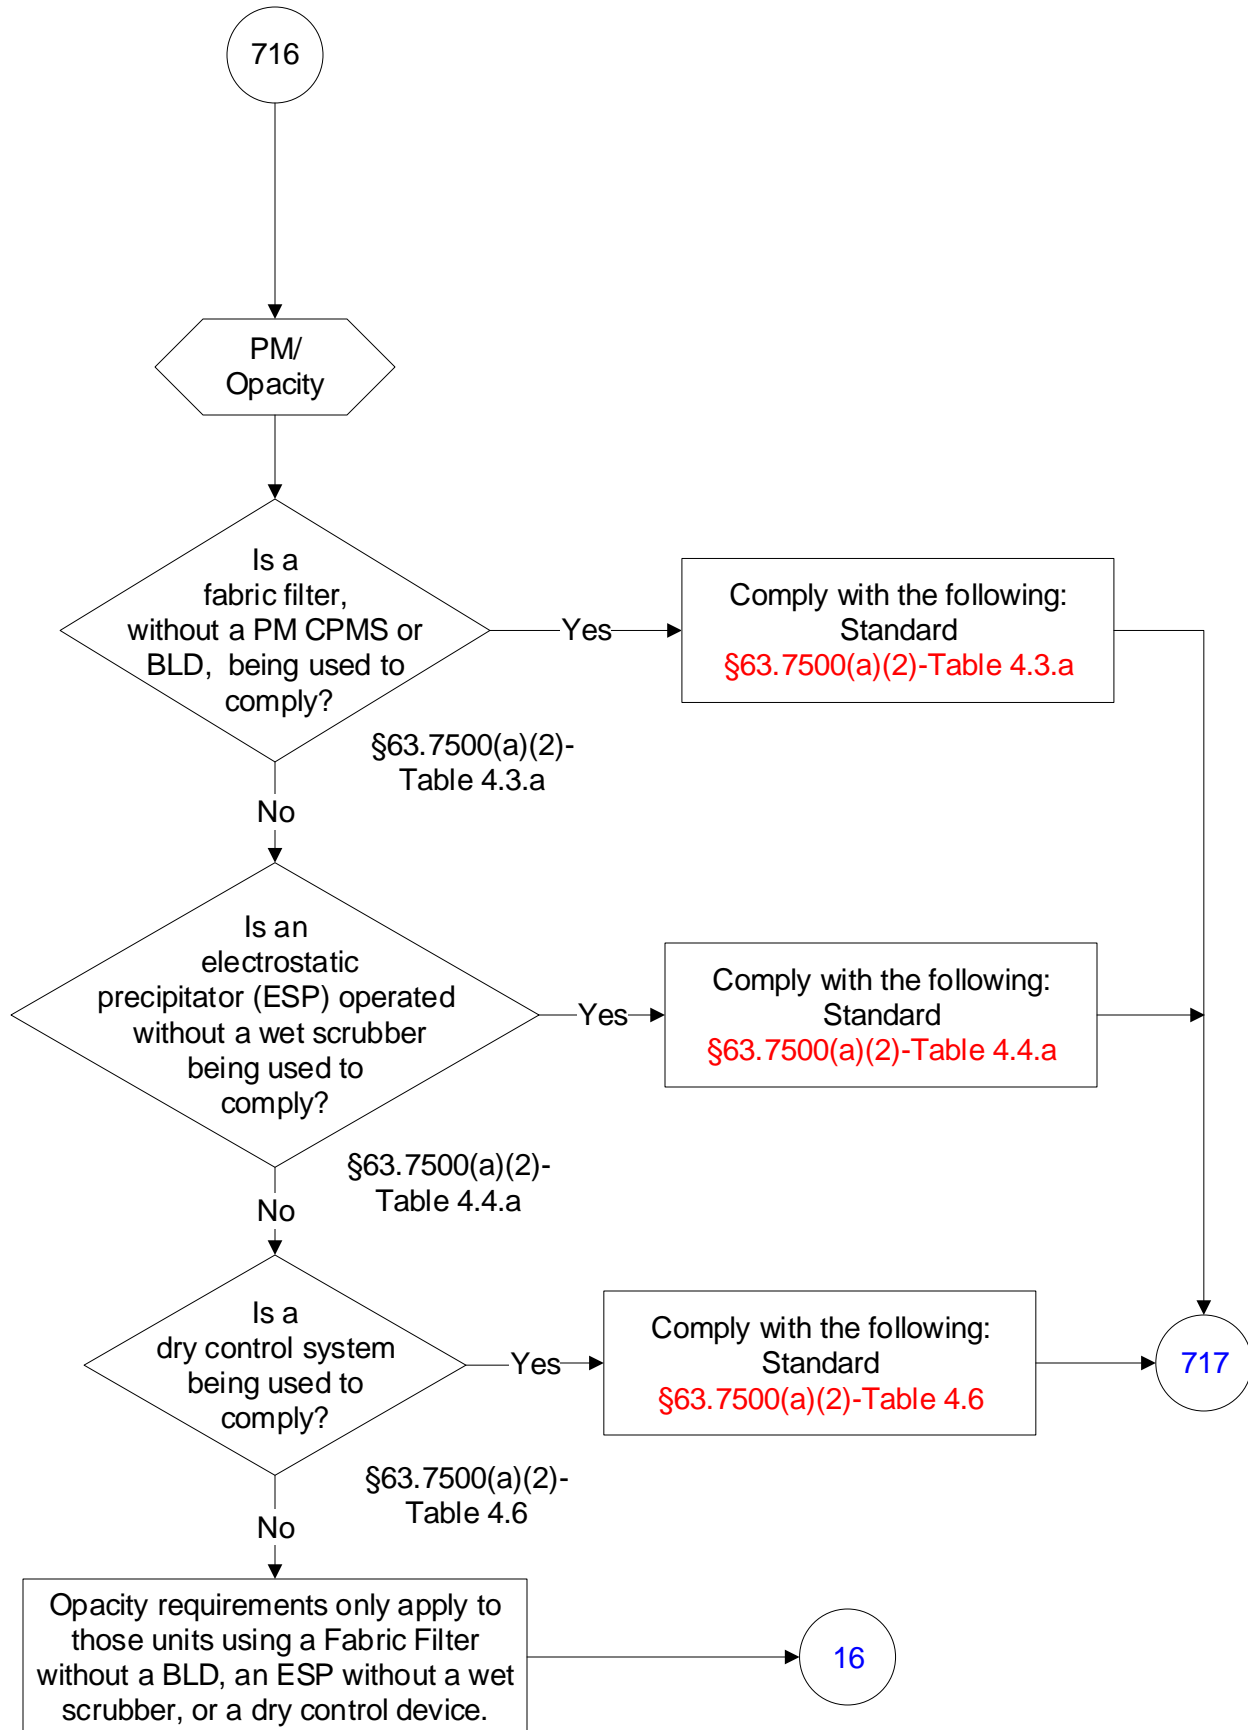 716
PM/
Opacity
Is a
fabric filter,
without a PM CPMS or
BLD, being used to
comply?
Yes
Comply with the following:
Standard
§63.7500(a)(2)-Table 4.3.a
§63.7500(a)(2)-
Table 4.3.a
No
Is an
electrostatic
precipitator (ESP) operated
without a wet scrubber
being used to
comply?
Yes
Comply with the following:
Standard
§63.7500(a)(2)-Table 4.4.a
§63.7500(a)(2)-
Table 4.4.a
No
Is a
dry control system
being used to
comply?
Yes
Comply with the following:
Standard
§63.7500(a)(2)-Table 4.6
717
§63.7500(a)(2)-
Table 4.6
No
Opacity requirements only apply to
those units using a Fabric Filter
without a BLD, an ESP without a wet
scrubber, or a dry control device.
16